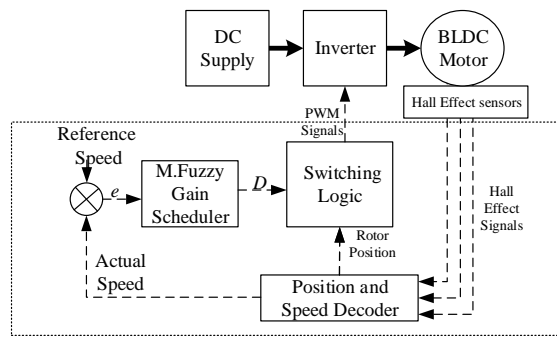 DC
Supply
Inverter
BLDC
Motor
Hall Effect sensors
PWM
Signals
Reference
Speed
e
M.Fuzzy
Gain
Scheduler
D
Switching
Logic
Hall
Effect
Signals
Rotor
Position
Actual
Speed
Position and
Speed Decoder